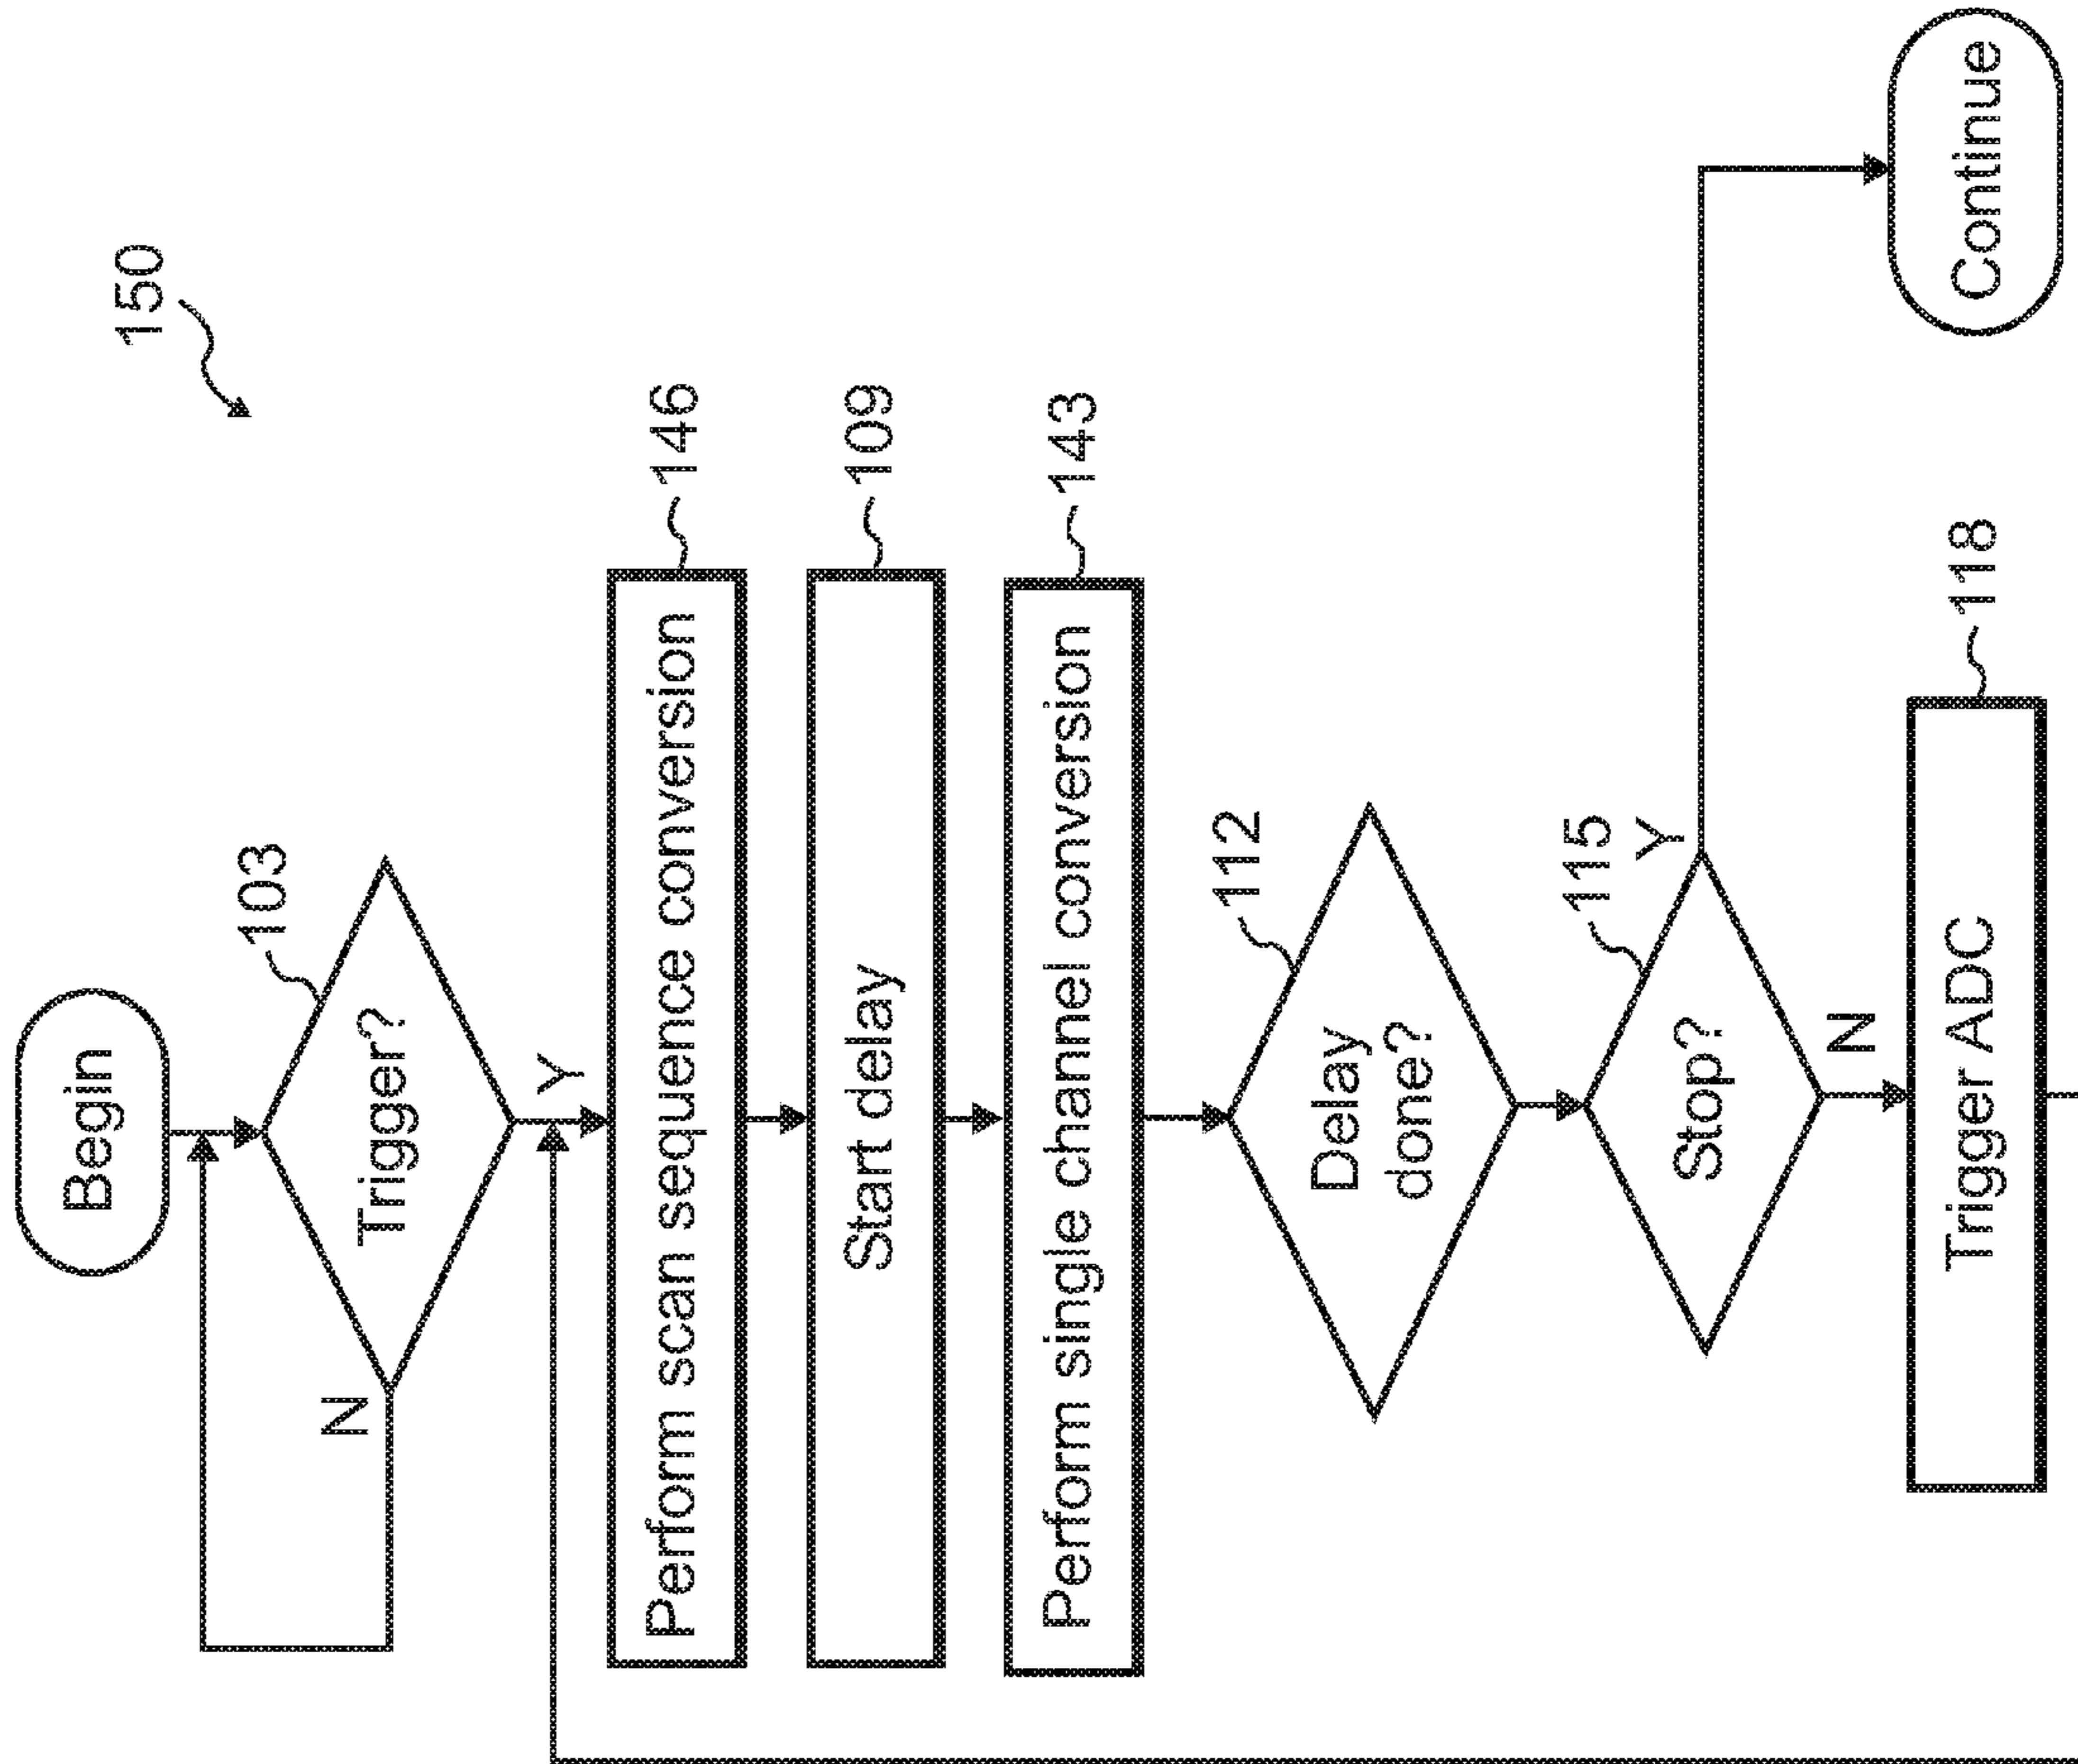 150
Begin
103
Trigger?
N
Y
Perform scan sequence conversion
146
Start delay
109
Perform single channel conversion
143
112
Delay
done?
115
Stop?
Y
N
Trigger ADC
118
Continue